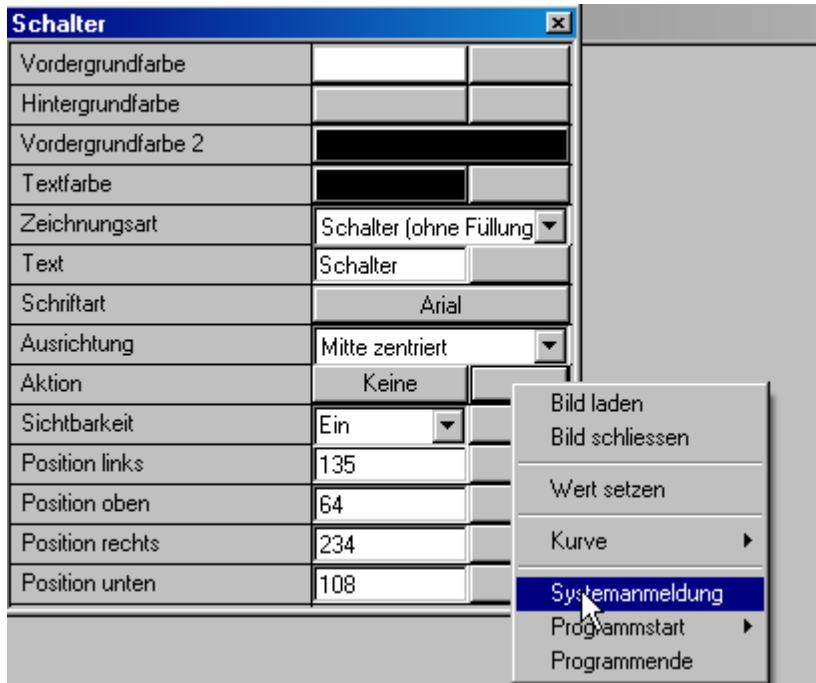 Schalter
Vordergrundfarbe
Hintergrundfarbe
Vordergrundfarbe 2
Textfarbe
Zeichnungsart Schalter (ohne Füllung
Text Schalter
Schriftart Arial
Ausrichtung Mitte zentriert
Aktion Keine
Sichtbarkeit Ein
Position links 135
Position oben 64
Position rechts 234
Position unten 108
Bild laden
Bild schliessen
Wert setzen
Kurve
Systemanmeldung
Programmstart
Programmende